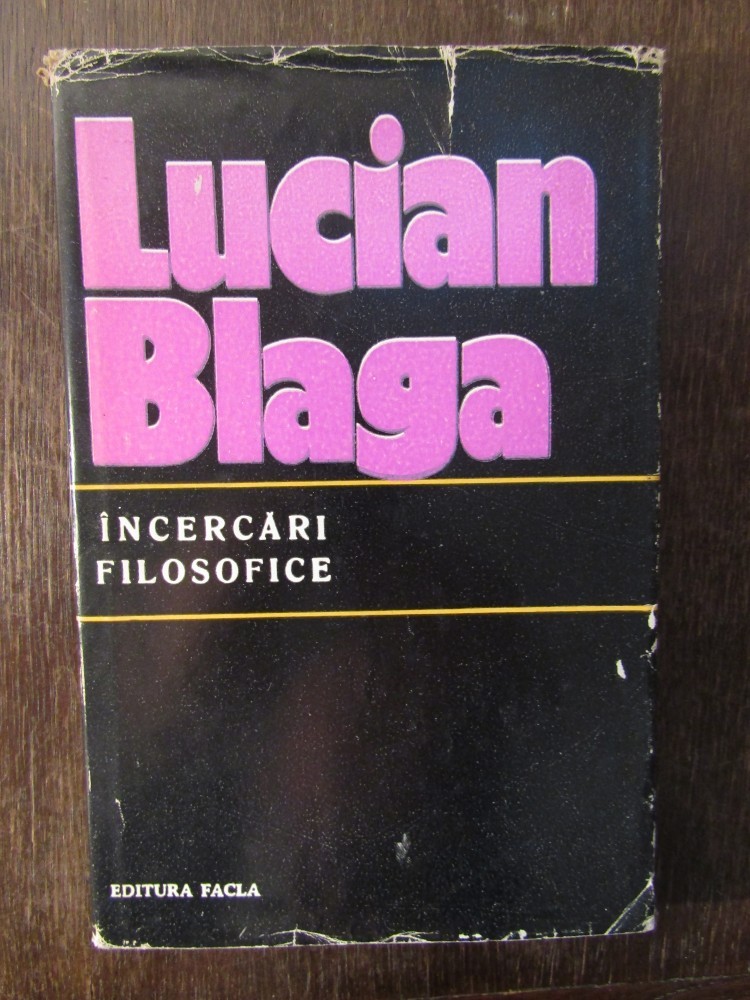 Lucian
Blaga
ÎNCERCĂRI
FILOSOFICE
EDITURA FACLA